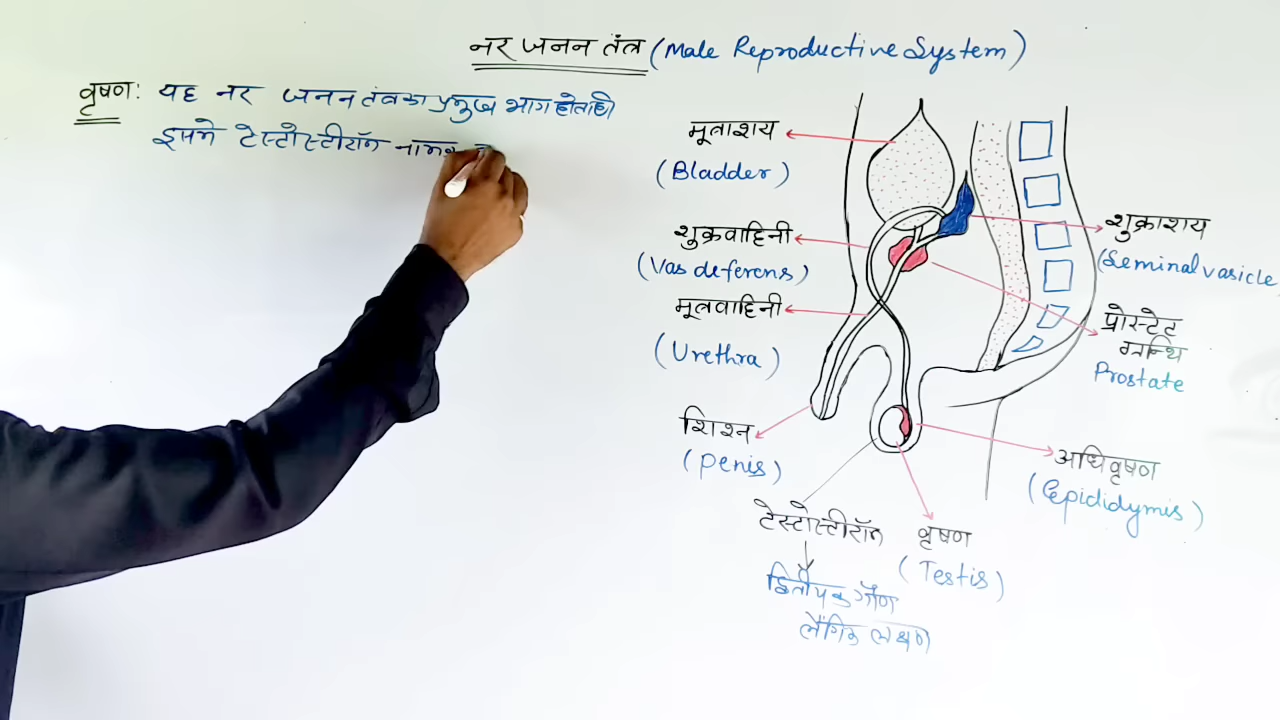 नर जनन तंत्र (Male Reproductive System)
वृषण: यह नर जनन तंत्र का प्रमुख भाग होता है।
इसमें टेस्टोस्टीरॉन नामक
मूत्राशय
(Bladder)
शुक्रवाहिनी
(Vas deferens)
मूत्रवाहिनी
(Urethra)
शिश्न
(penis)
टेस्टोस्टीरॉन
द्वितीयक गौण
लैंगिक लक्षण
वृषण
(Testis)
शुक्राशय
(Seminal vasicle)
प्रोस्टेट
ग्रन्थि
Prostate
अधिवृषण
(Epididymis)